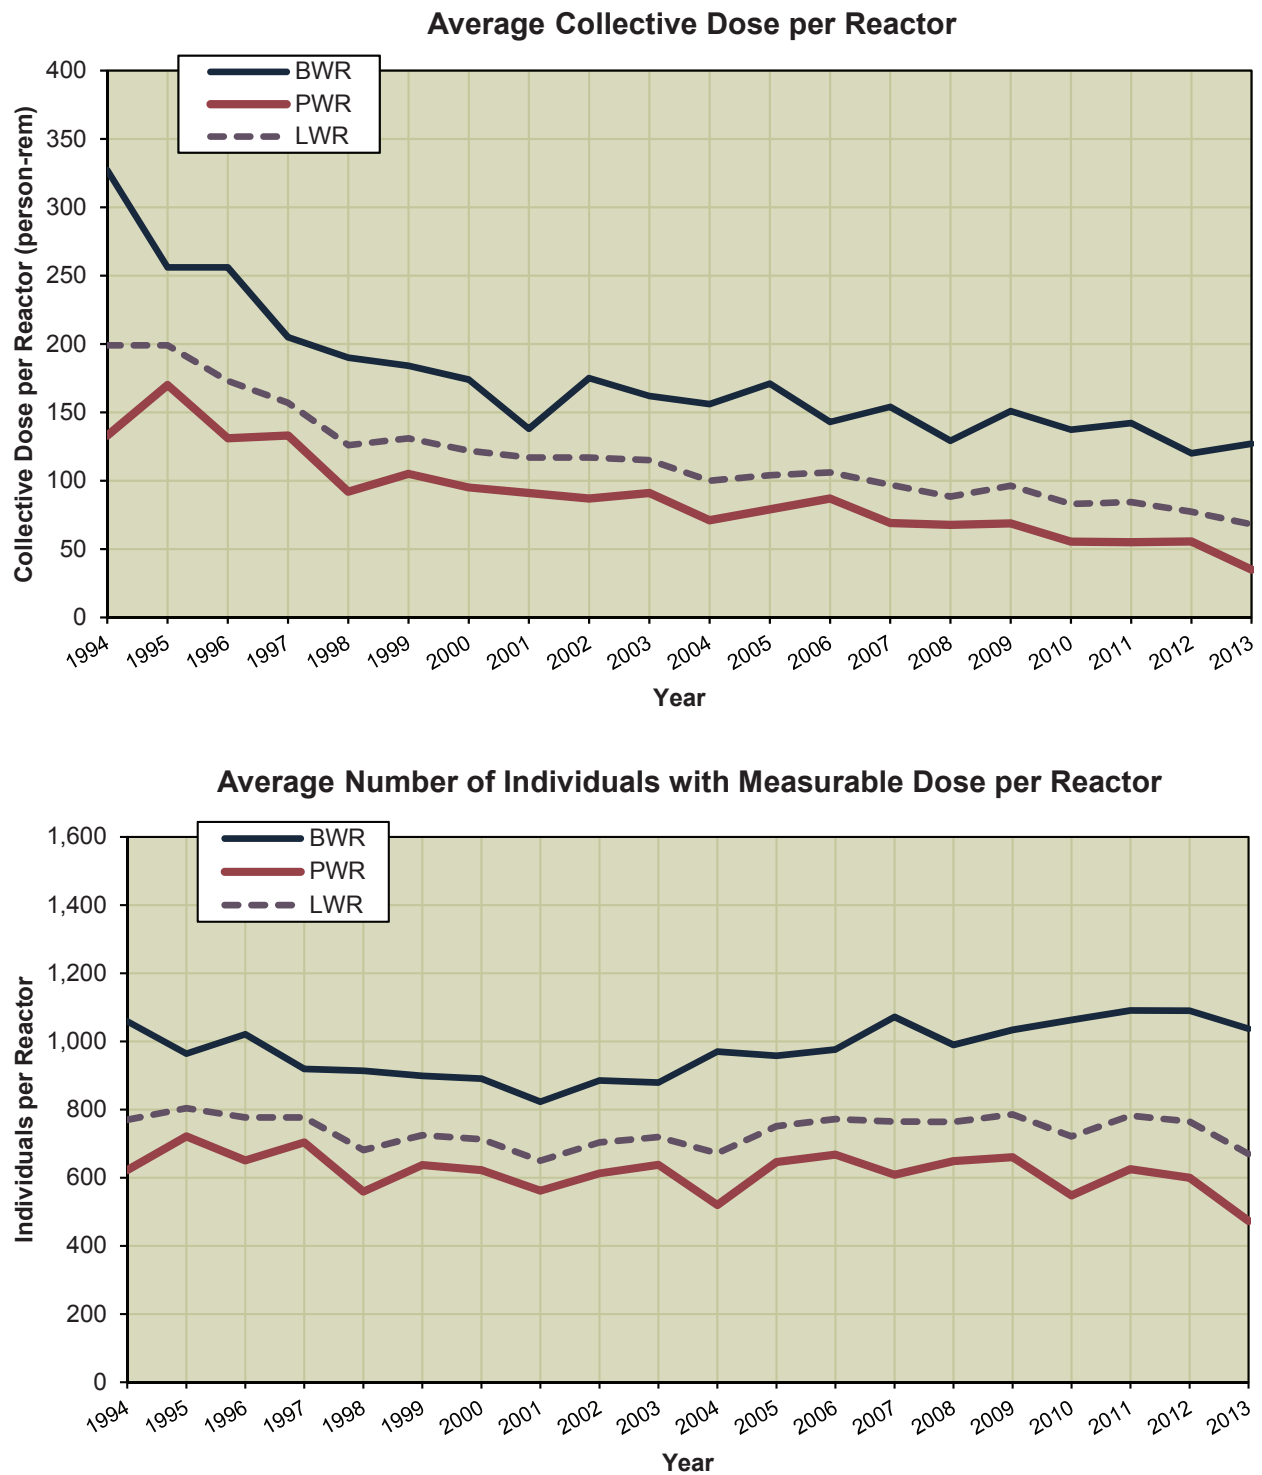 Average Collective Dose per Reactor
BWR
PWR
LWR
Collective Dose per Reactor (person-rem)
400
350
300
250
200
150
100
50
0
1994 1995 1996 1997 1998 1999 2000 2001 2002 2003 2004 2005 2006 2007 2008 2009 2010 2011 2012 2013
Year
Average Number of Individuals with Measurable Dose per Reactor
BWR
PWR
LWR
Individuals per Reactor
1,600
1,400
1,200
1,000
800
600
400
200
0
1994 1995 1996 1997 1998 1999 2000 2001 2002 2003 2004 2005 2006 2007 2008 2009 2010 2011 2012 2013
Year